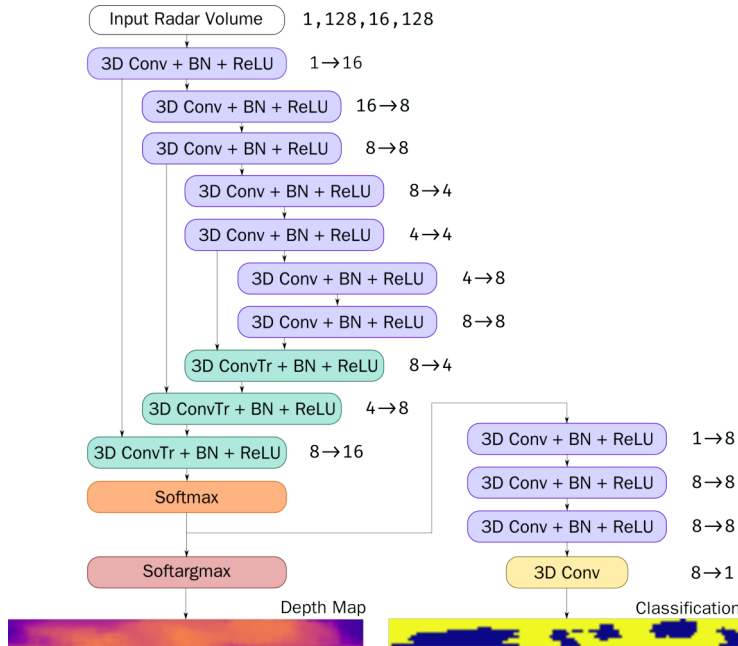 Input Radar Volume 1,128,16,128
3D Conv + BN + ReLU 1→16
3D Conv + BN + ReLU 16→8
3D Conv + BN + ReLU 8→8
3D Conv + BN + ReLU 8→4
3D Conv + BN + ReLU 4→4
3D Conv + BN + ReLU 4→8
3D Conv + BN + ReLU 8→8
3D ConvTr + BN + ReLU 8→4
3D ConvTr + BN + ReLU 4→8
3D ConvTr + BN + ReLU 8→16
Softmax
Softargmax
Depth Map
3D Conv + BN + ReLU 1→8
3D Conv + BN + ReLU 8→8
3D Conv + BN + ReLU 8→8
3D Conv 8→1
Classification